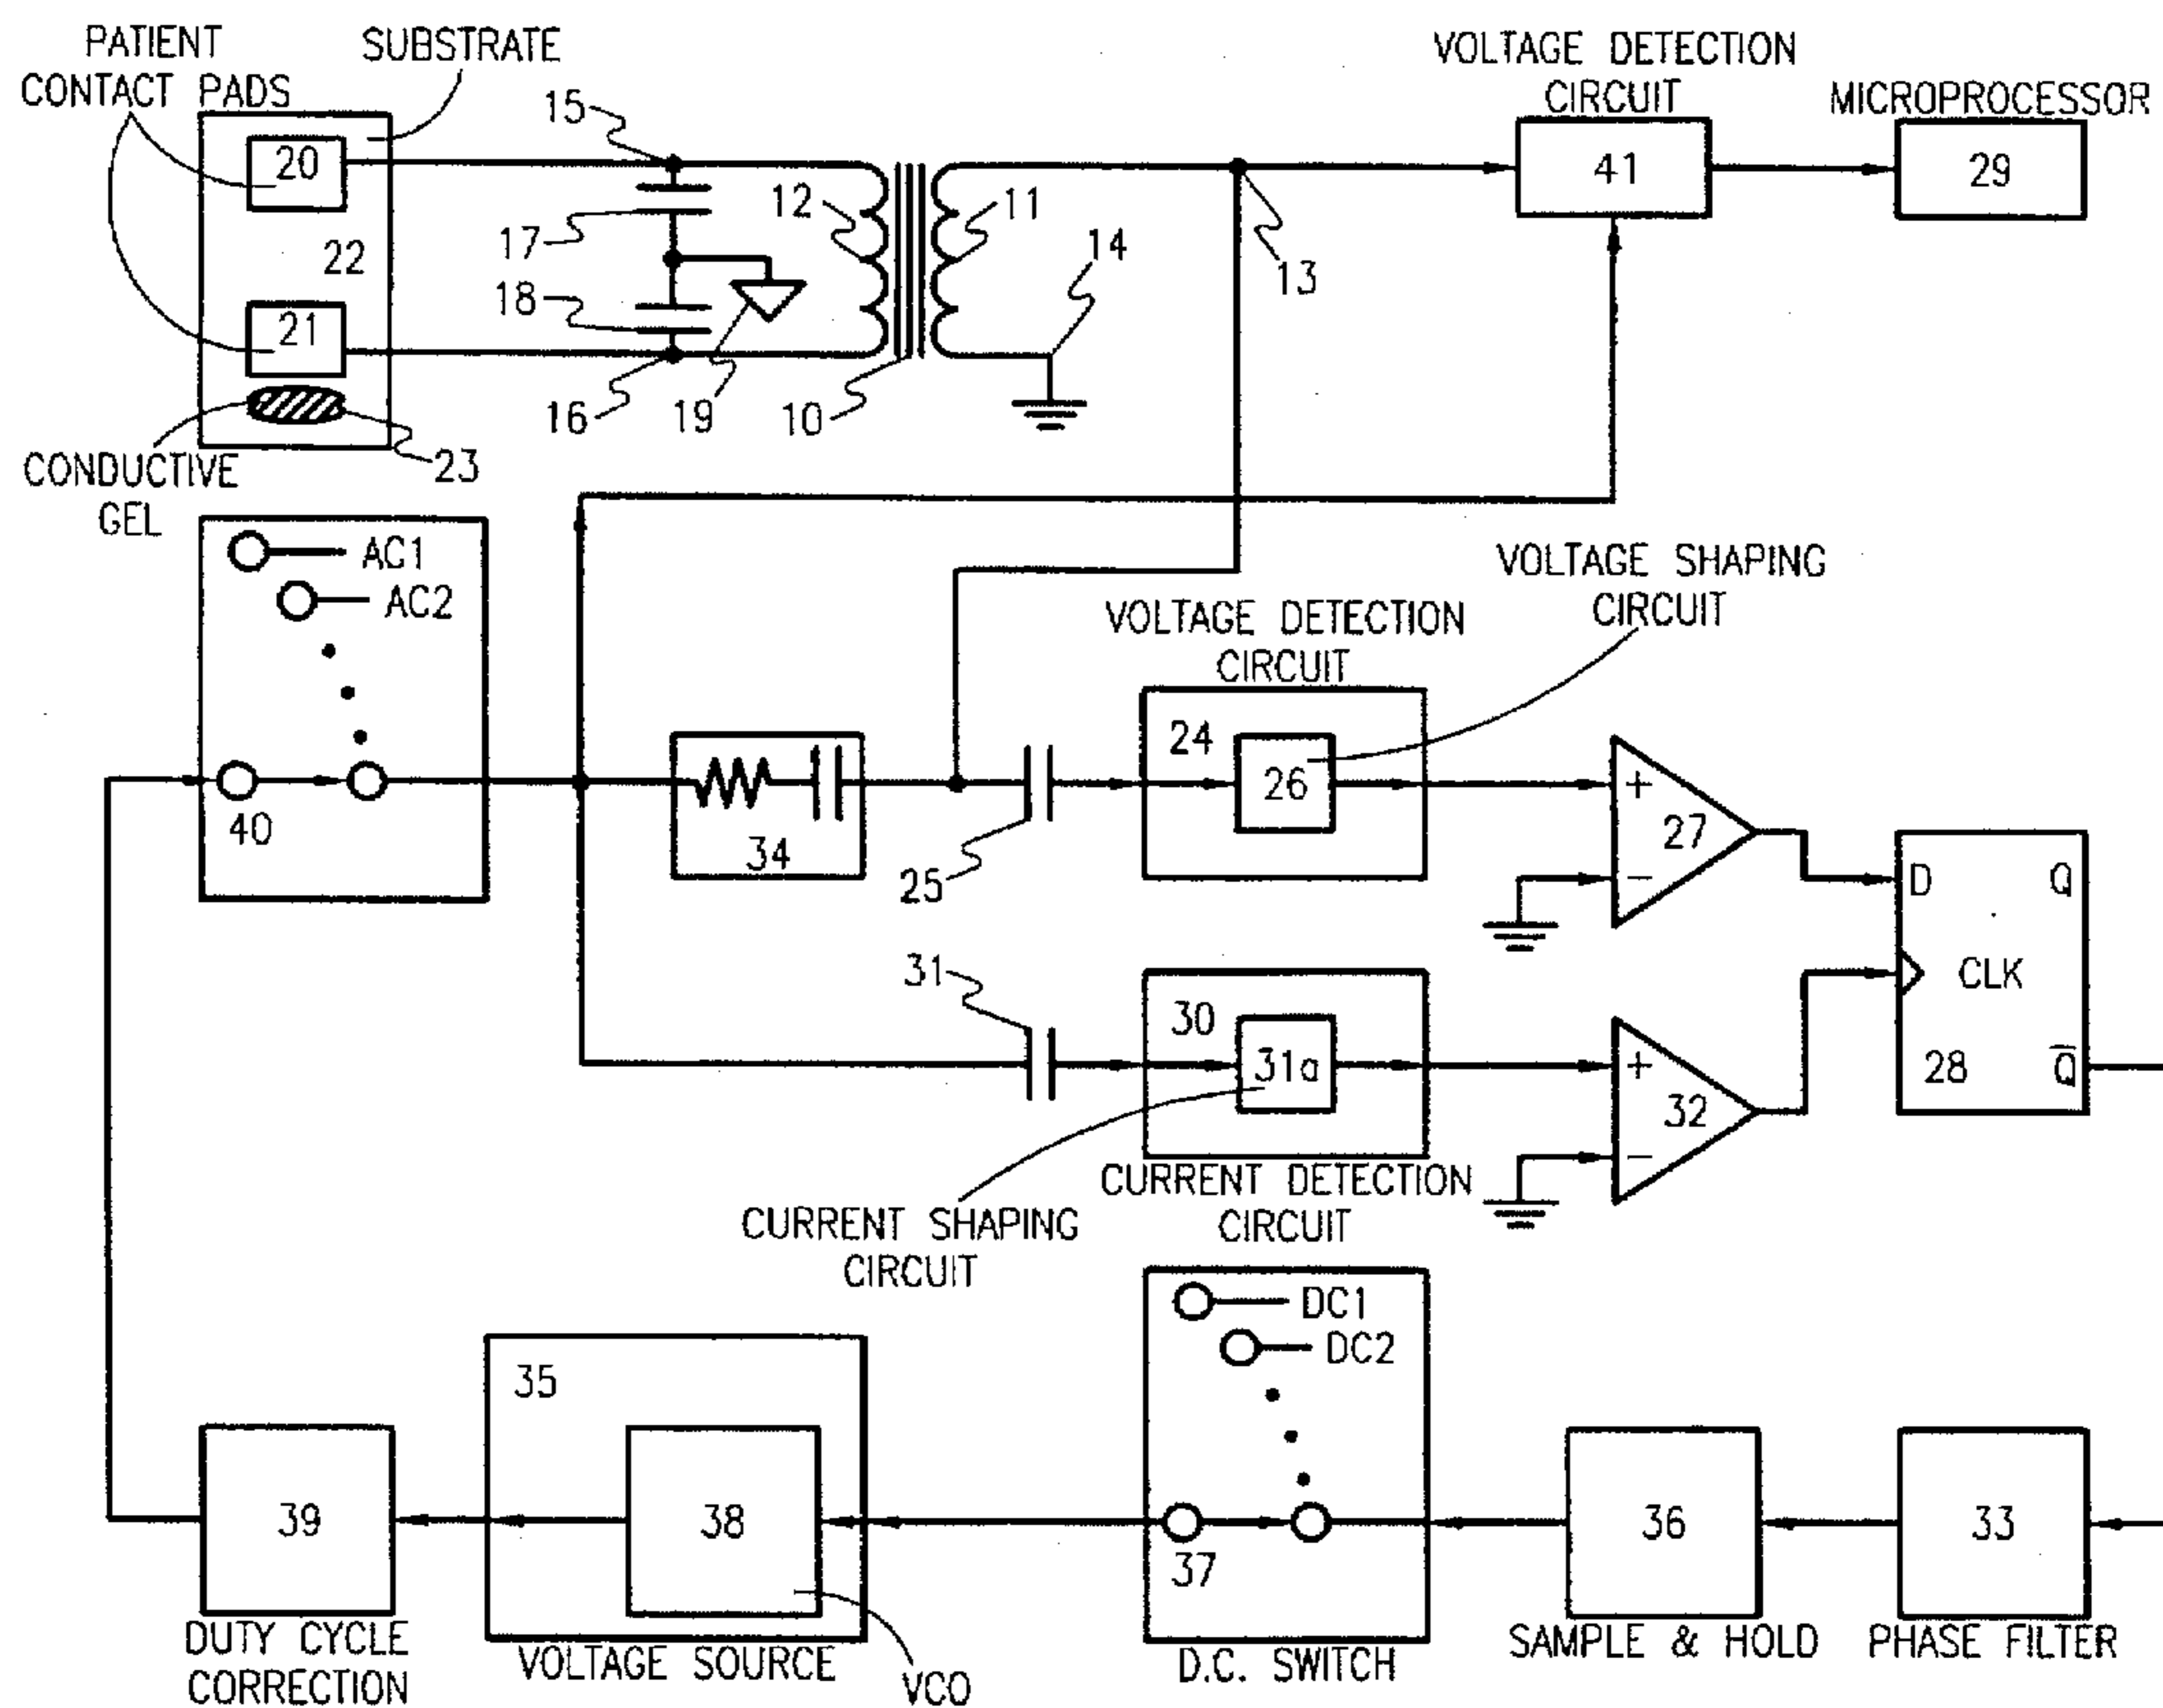 PATIENT
CONTACT PADS
SUBSTRATE
15
VOLTAGE DETECTION
CIRCUIT
MICROPROCESSOR
20
12
11
41
29
17
22
14
13
18
21
16
19
10
CONDUCTIVE
GEL
23
AC1
AC2
VOLTAGE SHAPING
CIRCUIT
VOLTAGE DETECTION
CIRCUIT
24
26
+
27
−
40
34
25
D
Q
CLK
28
Q̅
31
30
31a
+
32
−
CURRENT DETECTION
CIRCUIT
CURRENT SHAPING
CIRCUIT
DC1
DC2
35
39
38
37
36
33
DUTY CYCLE
CORRECTION
VOLTAGE SOURCE
VCO
D.C. SWITCH
SAMPLE & HOLD
PHASE FILTER